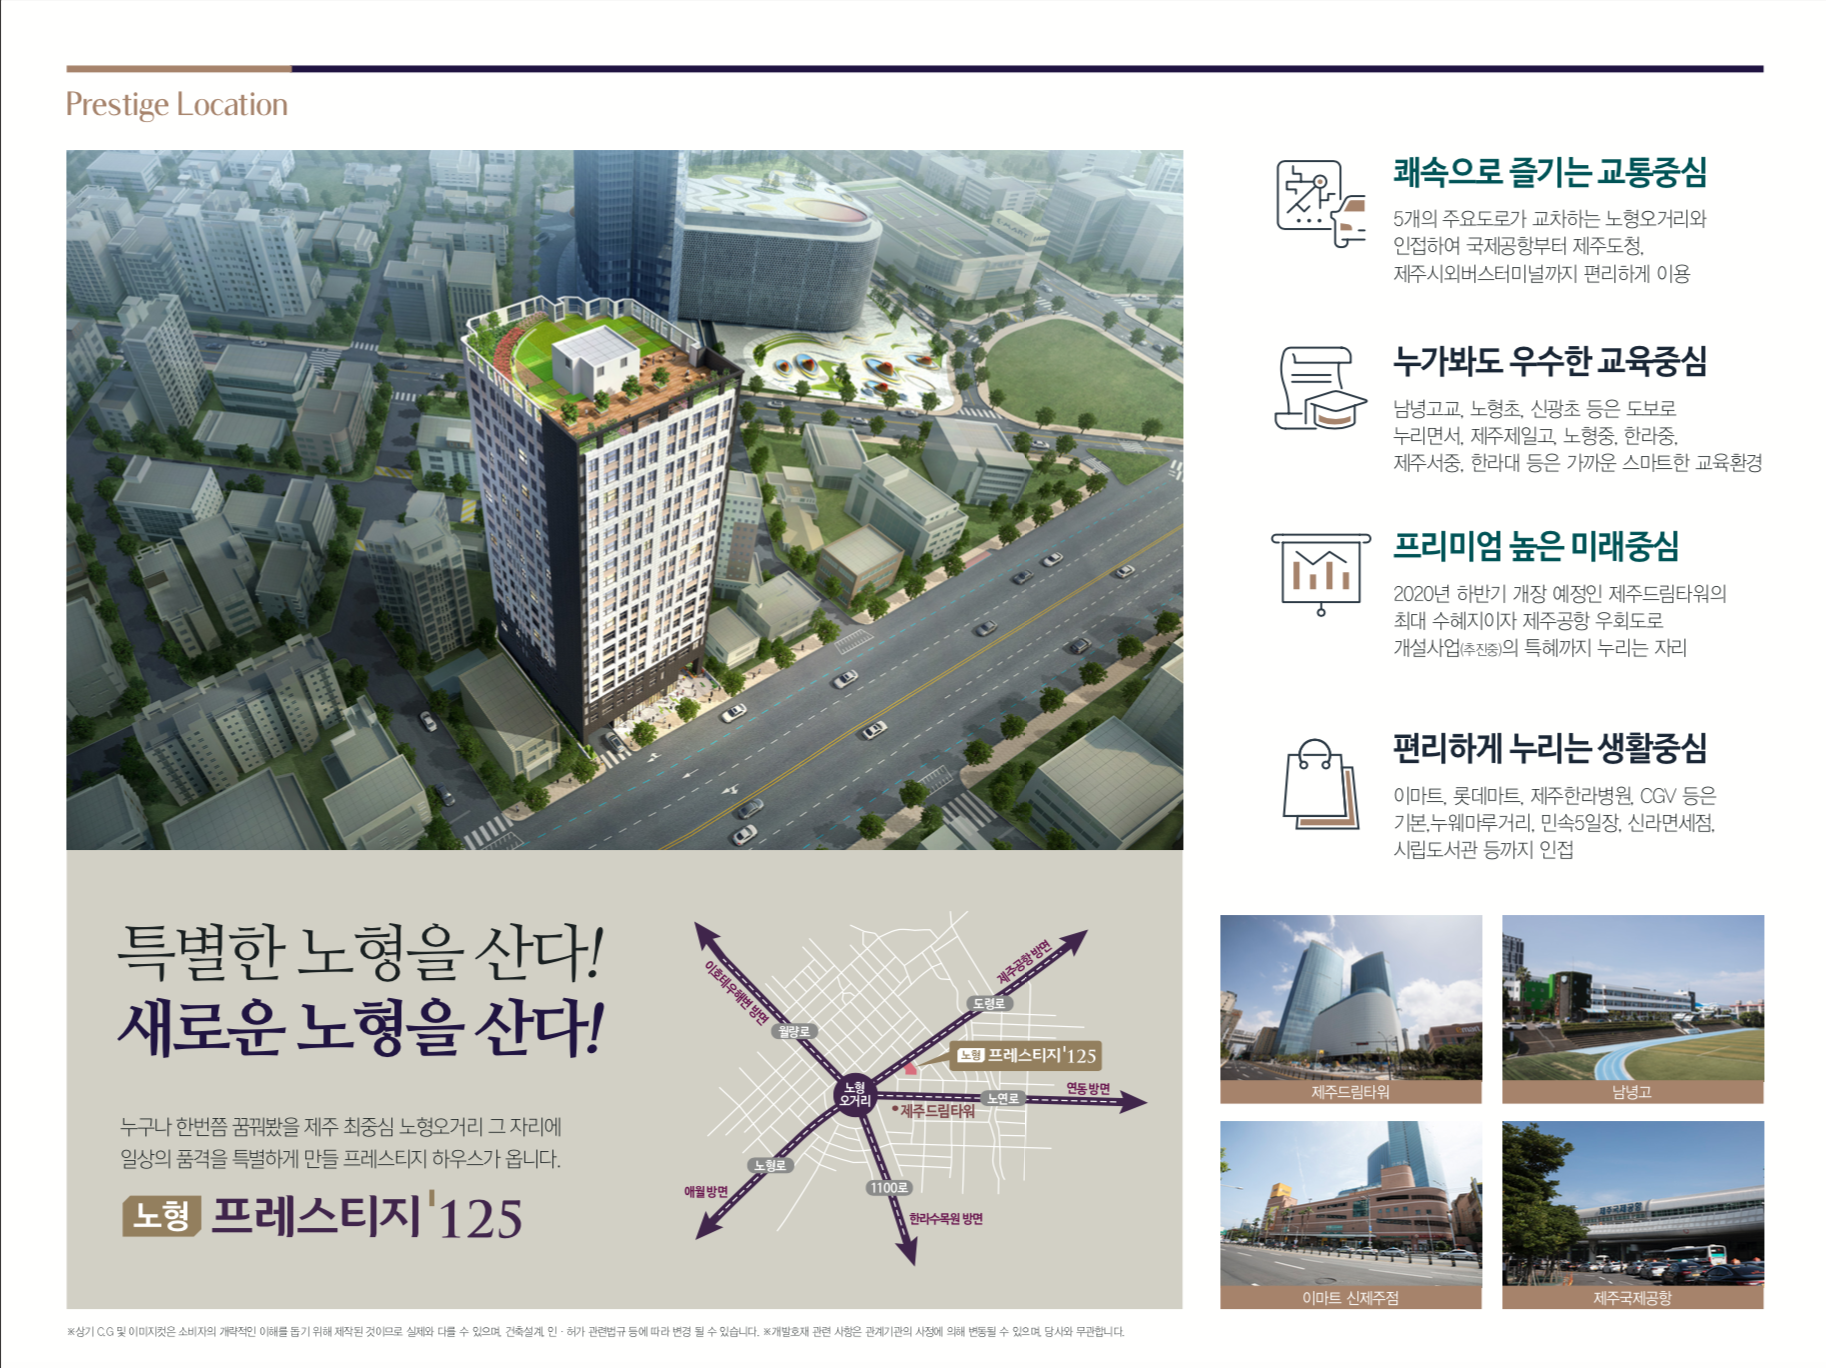 Prestige Location
쾌속으로 즐기는 교통중심
5개의 주요도로가 교차하는 노형오거리와
인접하여 국제공항부터 제주도청,
제주시외버스터미널까지 편리하게 이용
누가봐도 우수한 교육중심
남녕고교, 노형초, 신광초 등은 도보로
누리면서, 제주제일고, 노형중, 한라중,
제주서중, 한라대 등은 가까운 스마트한 교육환경
프리미엄 높은 미래중심
2020년 하반기 개장 예정인 제주드림타워의
최대 수혜지이자 제주공항 우회도로
개설사업(추진중)의 특혜까지 누리는 자리
편리하게 누리는 생활중심
이마트, 롯데마트, 제주한라병원, CGV 등은
기본,누웨마루거리, 민속5일장, 신라면세점,
시립도서관 등까지 인접
특별한 노형을 산다!
새로운 노형을 산다!
누구나 한번쯤 꿈꿔봤을 제주 최중심 노형오거리 그 자리에
일상의 품격을 특별하게 만들 프레스티지 하우스가 옵니다.
노형 프레스티지'125
이호테우해변 방면
제주공항 방면
도령로
월랑로
노형 프레스티지'125
노형
오거리
연동 방면
노연로
제주드림타워
노형로
애월 방면
1100로
한라수목원 방면
제주드림타워
남녕고
제주국제공항
이마트 신제주점
제주국제공항
※상기 C.G 및 이미지컷은 소비자의 개략적인 이해를 돕기 위해 제작된 것이므로 실제와 다를 수 있으며, 건축설계, 인·허가 관련법규 등에 따라 변경 될 수 있습니다. ※개발호재 관련 사항은 관계기관의 사정에 의해 변동될 수 있으며, 당사와 무관합니다.